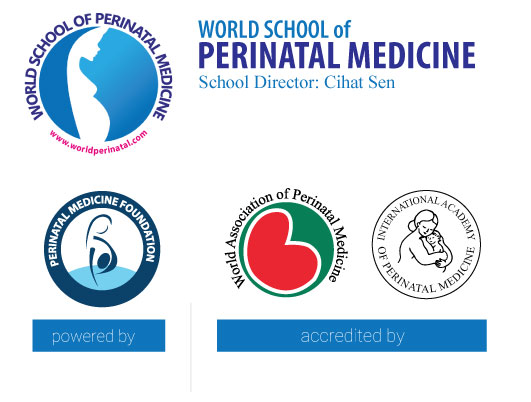 WORLD SCHOOL OF PERINATAL MEDICINE
www.worldperinatal.com
WORLD SCHOOL of
PERINATAL MEDICINE
School Director: Cihat Sen
PERINATAL MEDICINE FOUNDATION
World Association of Perinatal Medicine
INTERNATIONAL ACADEMY
OF PERINATAL MEDICINE
powered by
accredited by